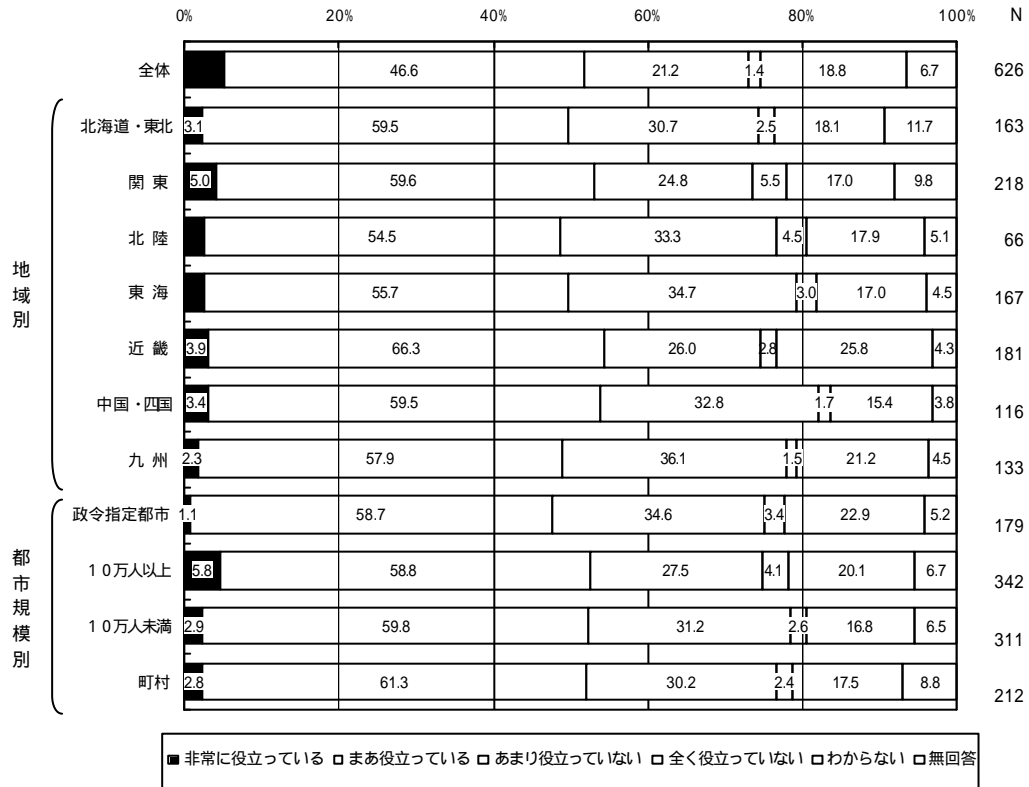 0% 20% 40% 60% 80% 100% N
全体 46.6 21.2 1.4 18.8 6.7 626
北海道・東北 3.1 59.5 30.7 2.5 18.1 11.7 163
関 東 5.0 59.6 24.8 5.5 17.0 9.8 218
北 陸 54.5 33.3 4.5 17.9 5.1 66
東 海 55.7 34.7 3.0 17.0 4.5 167
近 畿 3.9 66.3 26.0 2.8 25.8 4.3 181
中国・四国 3.4 59.5 32.8 1.7 15.4 3.8 116
九 州 2.3 57.9 36.1 1.5 21.2 4.5 133
地域別
政令指定都市 1.1 58.7 34.6 3.4 22.9 5.2 179
10万人以上 5.8 58.8 27.5 4.1 20.1 6.7 342
10万人未満 2.9 59.8 31.2 2.6 16.8 6.5 311
町村 2.8 61.3 30.2 2.4 17.5 8.8 212
都市規模別
非常に役立っている まあ役立っている あまり役立っていない 全く役立っていない わからない 無回答